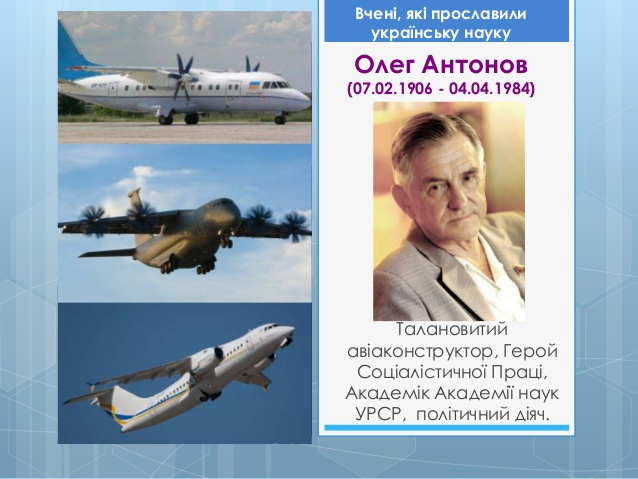 Вчені, які прославили
українську науку
Олег Антонов
(07.02.1906 - 04.04.1984)
Талановитий
авіаконструктор, Герой
Соціалістичної Праці,
Академік Академії наук
УРСР, політичний діяч.